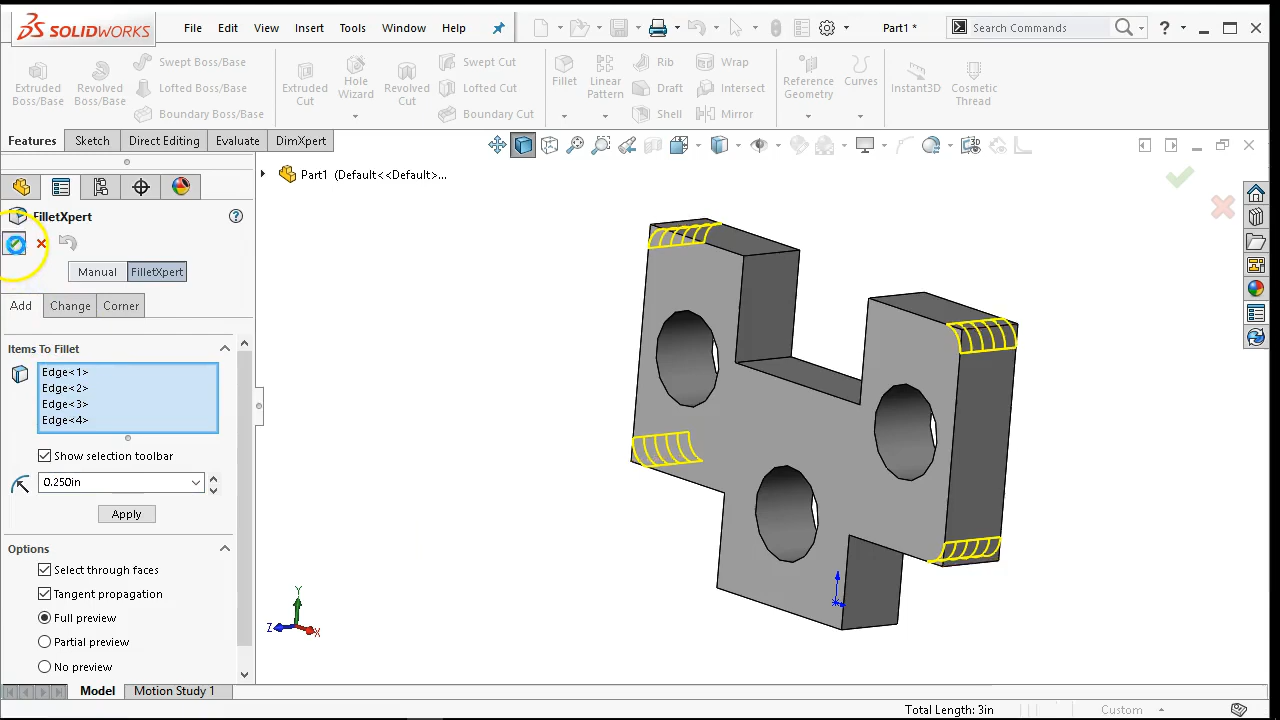 SOLIDWORKS File Edit View Insert Tools Window Help Part1 * Search Commands ?
Extruded Boss/Base
Revolved Boss/Base
Swept Boss/Base
Lofted Boss/Base
Boundary Boss/Base
Extruded Cut
Hole Wizard
Revolved Cut
Swept Cut
Lofted Cut
Boundary Cut
Fillet
Linear Pattern
Rib
Draft
Shell
Wrap
Intersect
Mirror
Reference Geometry
Curves
Instant3D
Cosmetic Thread
Features Sketch Direct Editing Evaluate DimXpert
Part1 (Default<<Default>...
FilletXpert ?
Manual FilletXpert
Add Change Corner
Items To Fillet
Edge<1>
Edge<2>
Edge<3>
Edge<4>
Show selection toolbar
0.250in
Apply
Options
Select through faces
Tangent propagation
Full preview
Partial preview
No preview
Y
Z
X
Model Motion Study 1
Total Length: 3in Custom